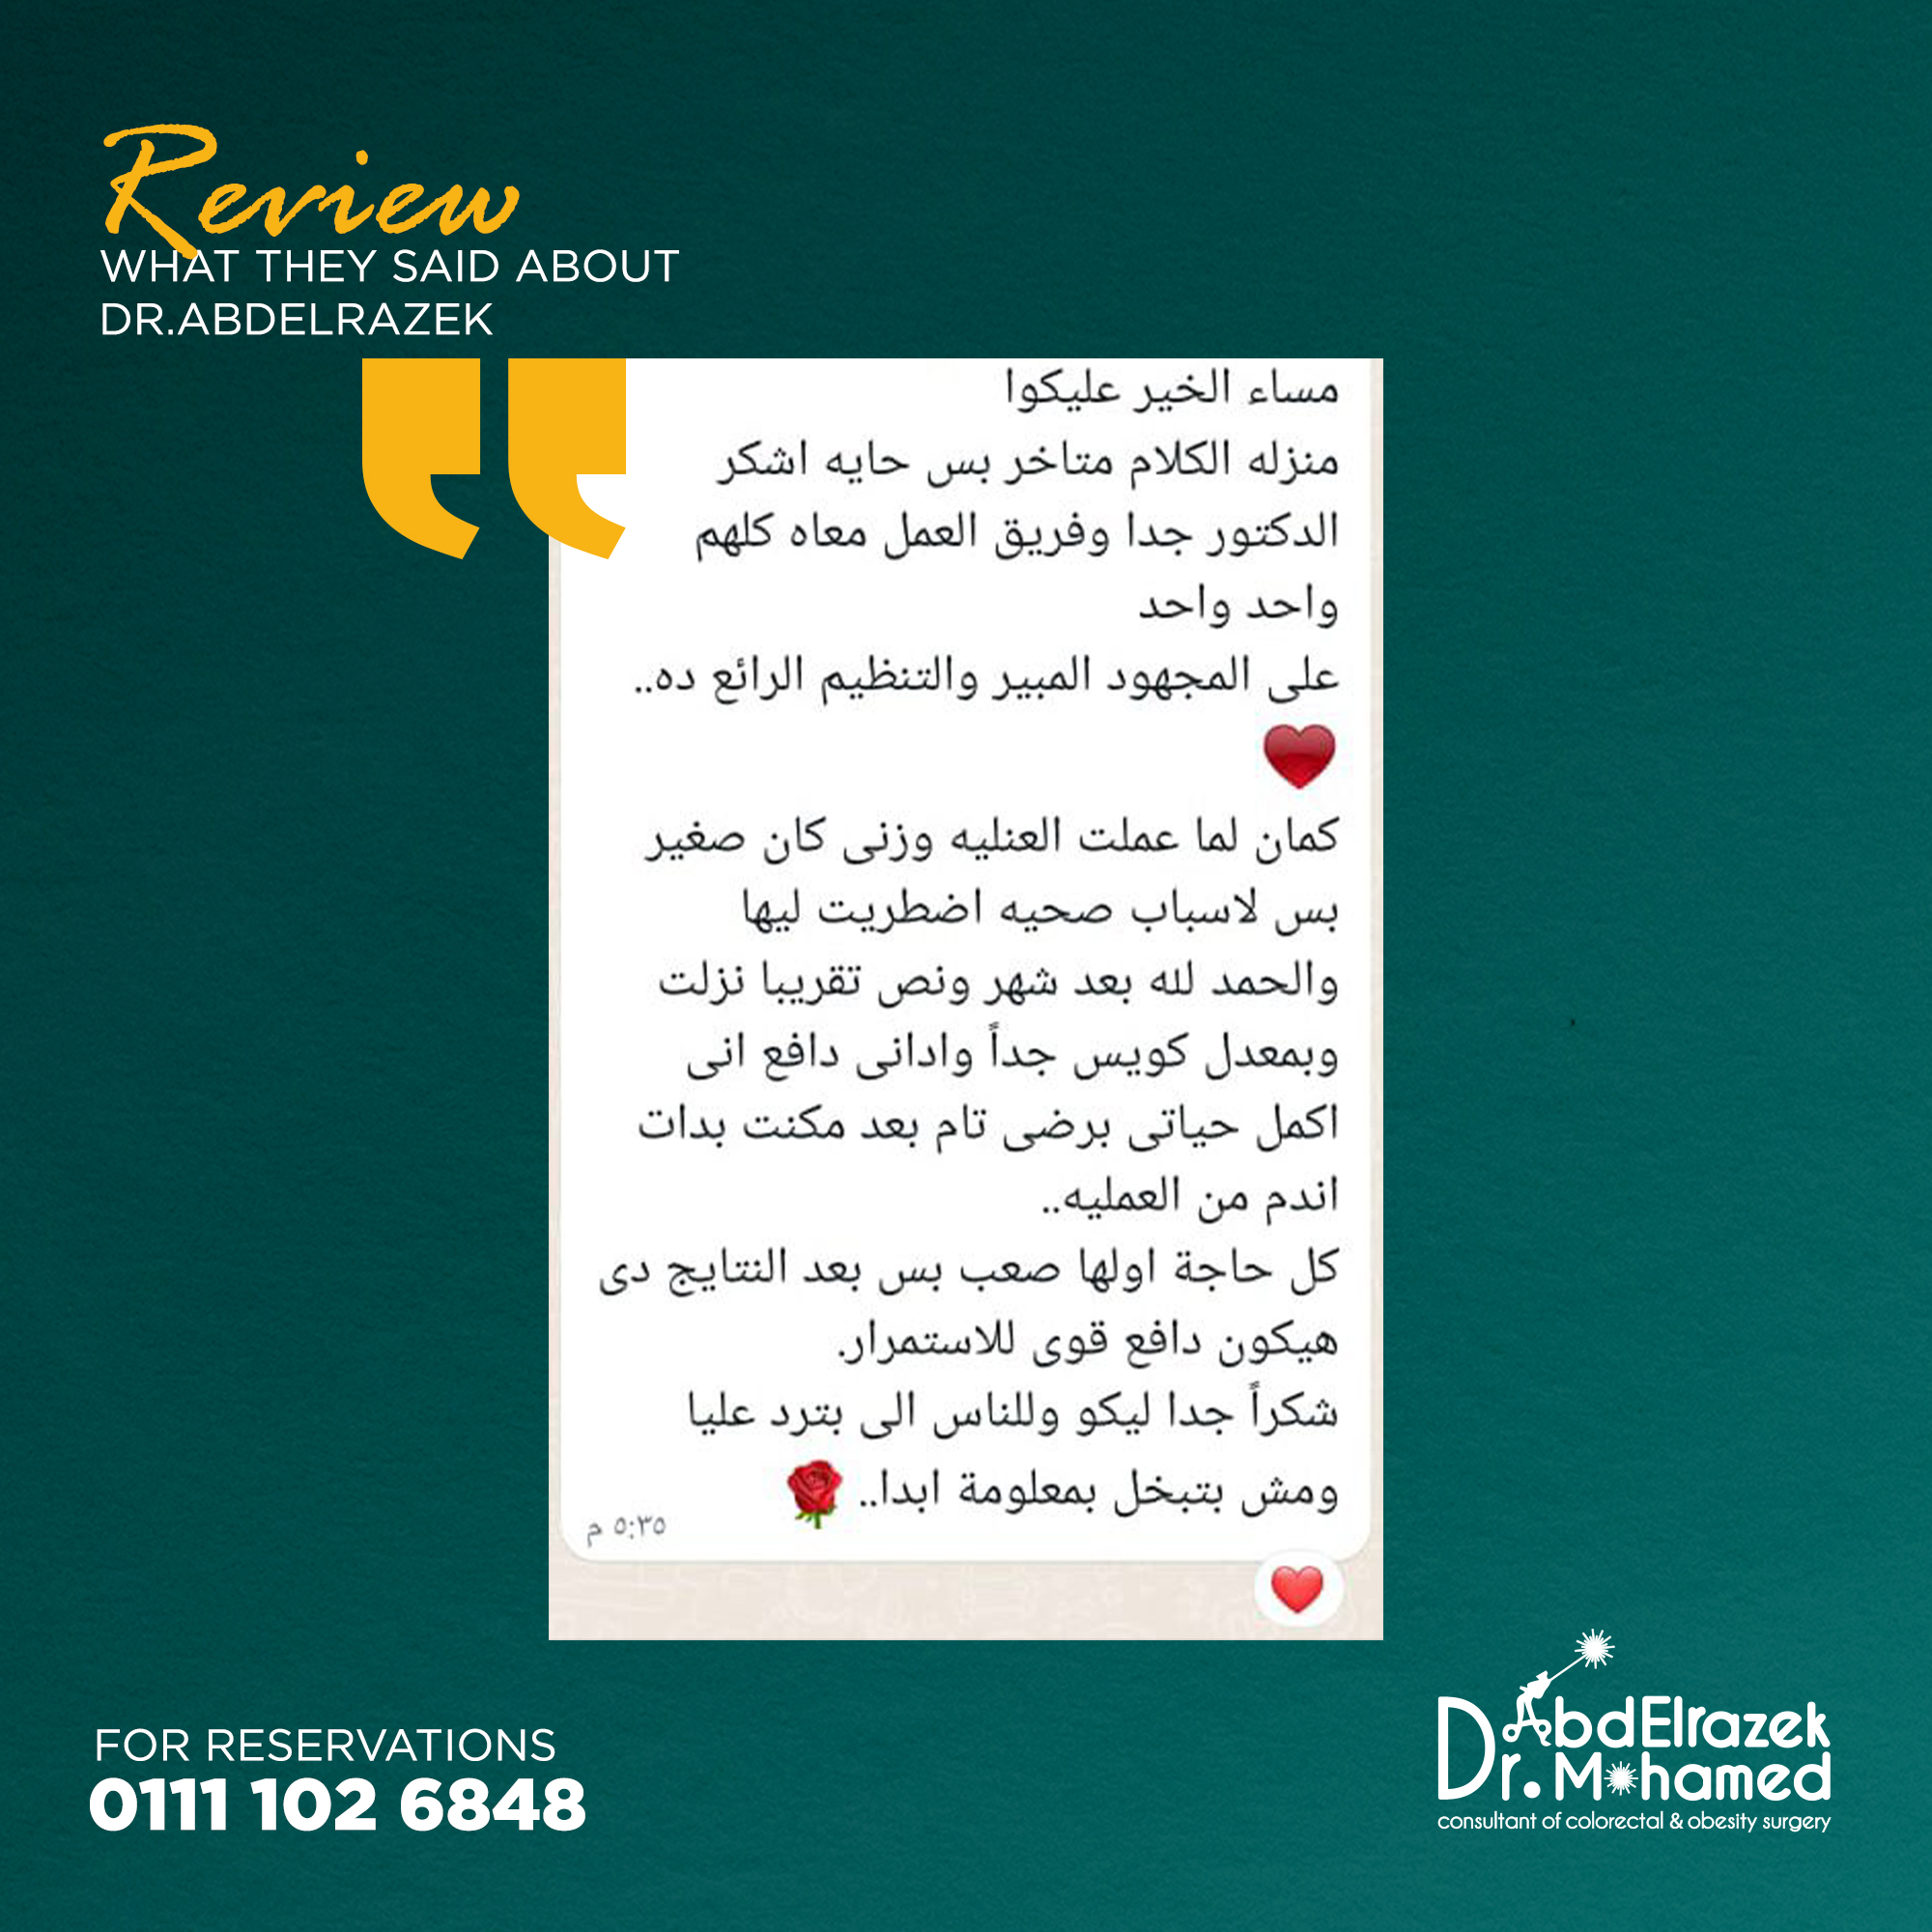 Review
WHAT THEY SAID ABOUT
DR.ABDELRAZEK
مساء الخير عليكوا
منزله الكلام متاخر بس حايه اشكر
الدكتور جدا وفريق العمل معاه كلهم
واحد واحد
على المجهود المبير والتنظيم الرائع ده..
كمان لما عملت العنليه وزنى كان صغير
بس لاسباب صحيه اضطريت ليها
والحمد لله بعد شهر ونص تقريبا نزلت
وبمعدل كويس جداً وادانى دافع انى
اكمل حياتى برضى تام بعد مكنت بدات
اندم من العمليه..
كل حاجة اولها صعب بس بعد النتايج دى
هيكون دافع قوى للاستمرار.
شكراً جدا ليكو وللناس الى بترد عليا
ومش بتبخل بمعلومة ابدا..
٥:٣٥ م
FOR RESERVATIONS
0111 102 6848
Dr. AbdElrazek
Mohamed
consultant of colorectal & obesity surgery